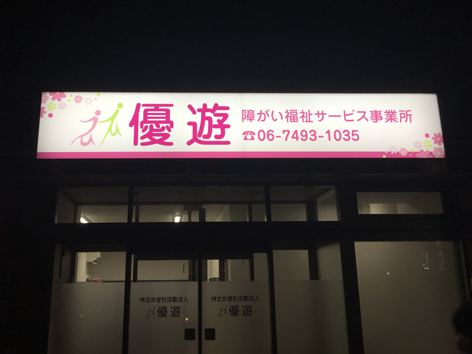 優遊
障がい福祉サービス事業所
☎06-7493-1035
特定非営利活動法人
優遊
特定非営利活動法人
優遊